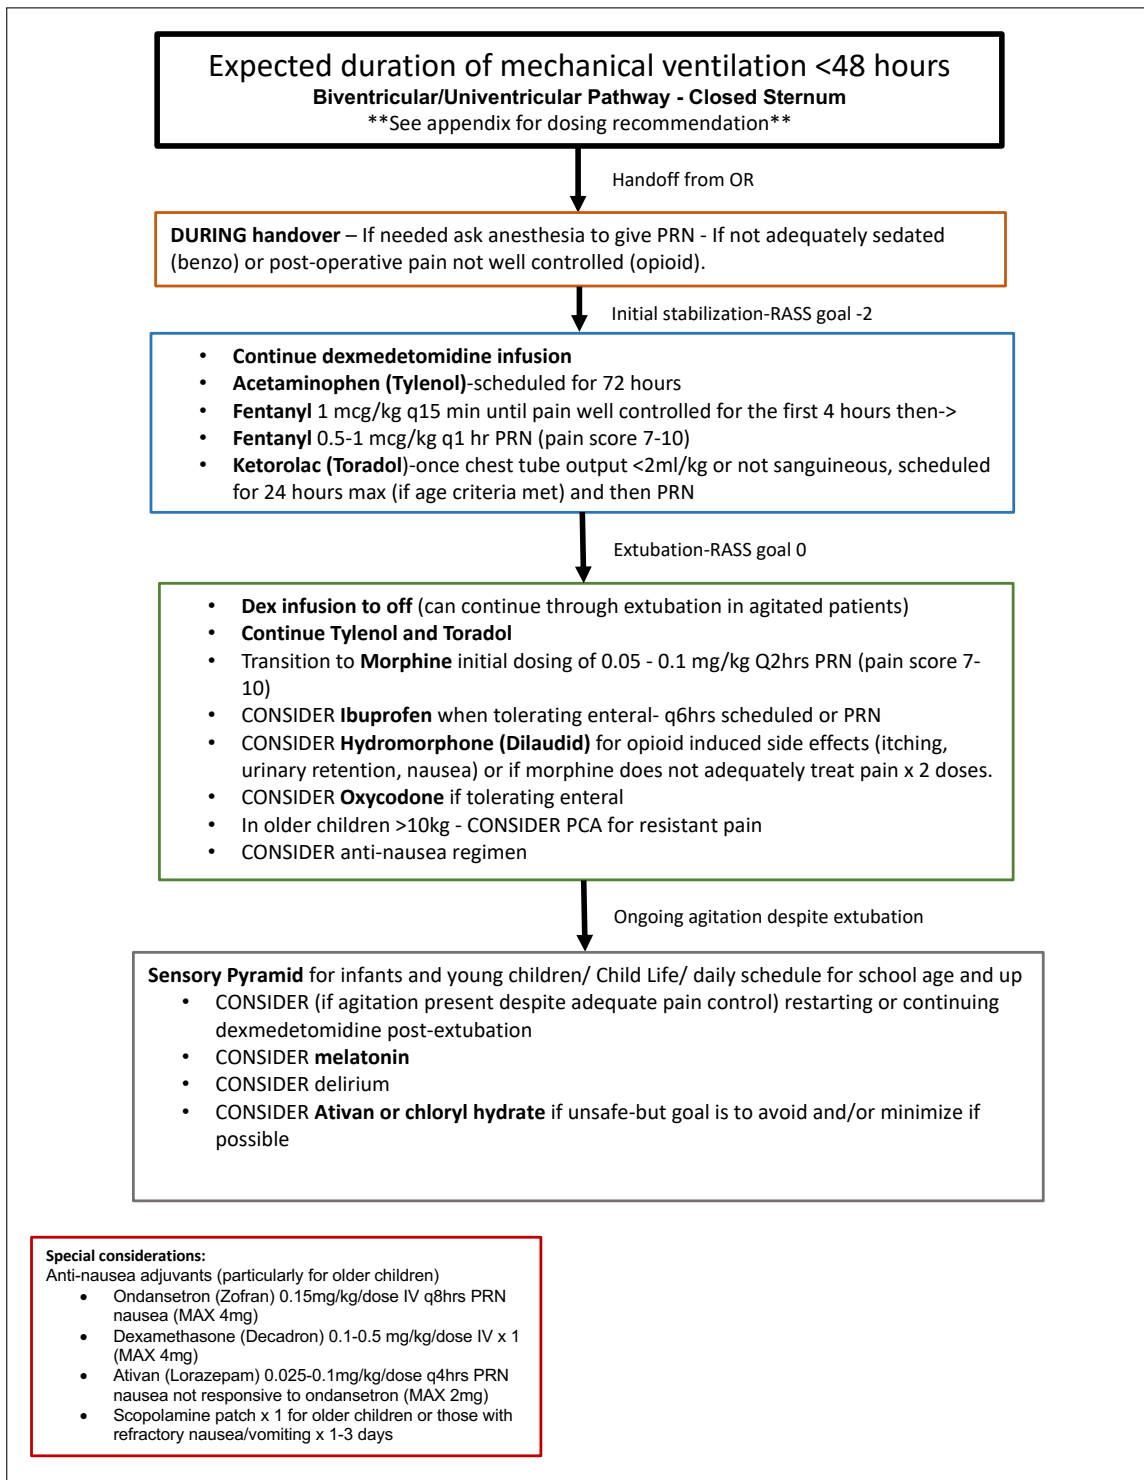 Expected duration of mechanical ventilation <48 hours
Biventricular/Univentricular Pathway - Closed Sternum
**See appendix for dosing recommendation**
Handoff from OR
DURING handover – If needed ask anesthesia to give PRN - If not adequately sedated
(benzo) or post-operative pain not well controlled (opioid).
Initial stabilization-RASS goal -2
• Continue dexmedetomidine infusion
• Acetaminophen (Tylenol)-scheduled for 72 hours
• Fentanyl 1 mcg/kg q15 min until pain well controlled for the first 4 hours then->
• Fentanyl 0.5-1 mcg/kg q1 hr PRN (pain score 7-10)
• Ketorolac (Toradol)-once chest tube output <2ml/kg or not sanguineous, scheduled
for 24 hours max (if age criteria met) and then PRN
Extubation-RASS goal 0
• Dex infusion to off (can continue through extubation in agitated patients)
• Continue Tylenol and Toradol
• Transition to Morphine initial dosing of 0.05 - 0.1 mg/kg Q2hrs PRN (pain score 7-
10)
• CONSIDER Ibuprofen when tolerating enteral- q6hrs scheduled or PRN
• CONSIDER Hydromorphone (Dilaudid) for opioid induced side effects (itching,
urinary retention, nausea) or if morphine does not adequately treat pain x 2 doses.
• CONSIDER Oxycodone if tolerating enteral
• In older children >10kg - CONSIDER PCA for resistant pain
• CONSIDER anti-nausea regimen
Ongoing agitation despite extubation
Sensory Pyramid for infants and young children/ Child Life/ daily schedule for school age and up
• CONSIDER (if agitation present despite adequate pain control) restarting or continuing
dexmedetomidine post-extubation
• CONSIDER melatonin
• CONSIDER delirium
• CONSIDER Ativan or chloryl hydrate if unsafe-but goal is to avoid and/or minimize if
possible
Special considerations:
Anti-nausea adjuvants (particularly for older children)
• Ondansetron (Zofran) 0.15mg/kg/dose IV q8hrs PRN
nausea (MAX 4mg)
• Dexamethasone (Decadron) 0.1-0.5 mg/kg/dose IV x 1
(MAX 4mg)
• Ativan (Lorazepam) 0.025-0.1mg/kg/dose q4hrs PRN
nausea not responsive to ondansetron (MAX 2mg)
• Scopolamine patch x 1 for older children or those with
refractory nausea/vomiting x 1-3 days